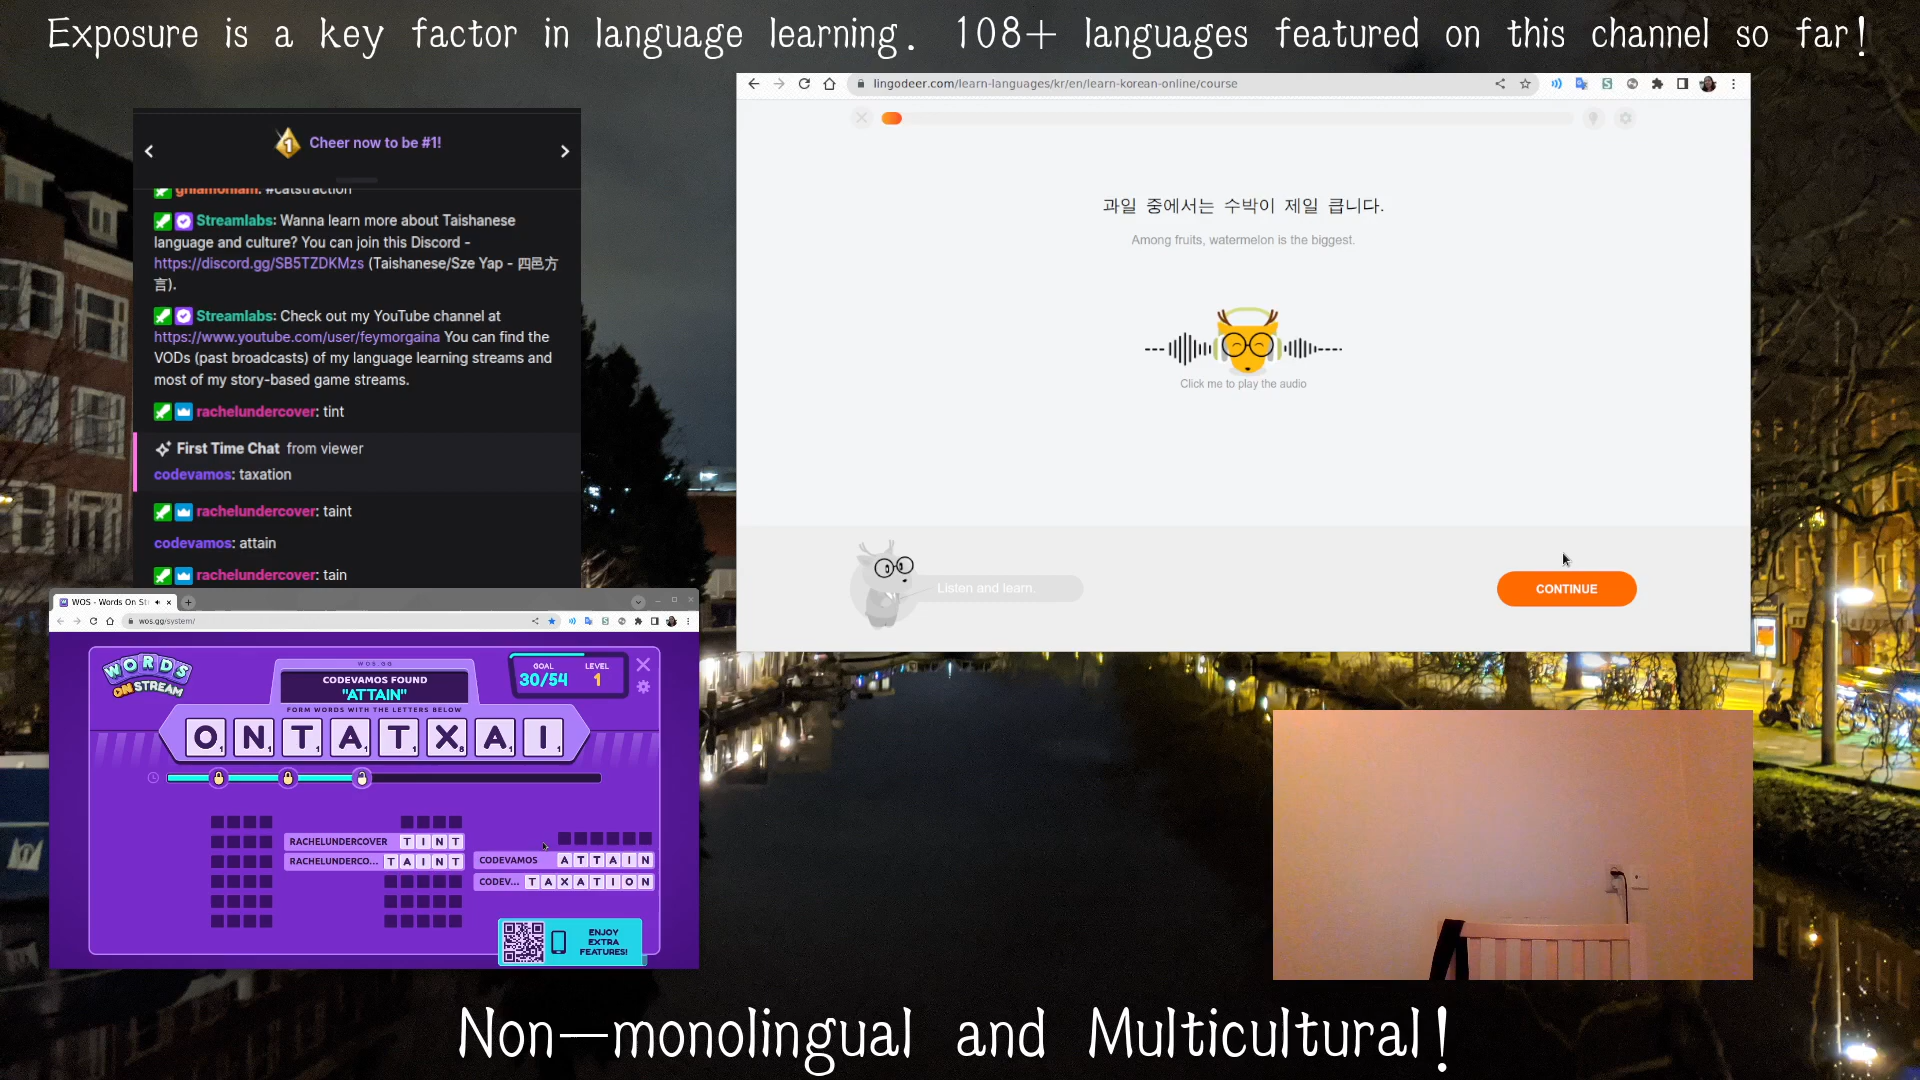 Exposure is a key factor in language learning. 108+ languages featured on this channel so far!
Cheer now to be #1!
ghiamoniam: #catstraction
Streamlabs: Wanna learn more about Taishanese
language and culture? You can join this Discord -
https://discord.gg/SB5TZDKMzs (Taishanese/Sze Yap - 四邑方
言).
Streamlabs: Check out my YouTube channel at
https://www.youtube.com/user/feymorgaina You can find the
VODs (past broadcasts) of my language learning streams and
most of my story-based game streams.
rachelundercover: tint
First Time Chat from viewer
codevamos: taxation
rachelundercover: taint
codevamos: attain
rachelundercover: tain
lingodeer.com/learn-languages/kr/en/learn-korean-online/course
과일 중에서는 수박이 제일 큽니다.
Among fruits, watermelon is the biggest.
Click me to play the audio
Listen and learn.
CONTINUE
WOS - Words On St
wos.gg/system/
WORDS
ON STREAM
WOS.GG
CODEVAMOS FOUND
"ATTAIN"
GOAL
30/54
LEVEL
1
FORM WORDS WITH THE LETTERS BELOW
O N T A T X A I
RACHELUNDERCOVER TINT
RACHELUNDERCO... TAINT
CODEVAMOS ATTAIN
CODEV... TAXATION
ENJOY
EXTRA
FEATURES!
Non-monolingual and Multicultural!